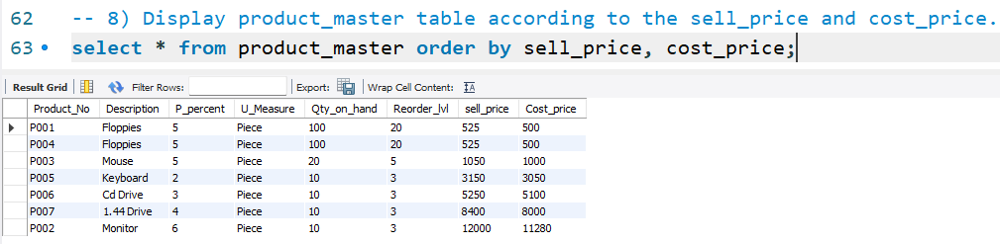 62 -- 8) Display product_master table according to the sell_price and cost_price.
63 select * from product_master order by sell_price, cost_price;
Result Grid Filter Rows: Export: Wrap Cell Content:
Product_No Description P_percent U_Measure Qty_on_hand Reorder_lvl sell_price Cost_price
P001 Floppies 5 Piece 100 20 525 500
P004 Floppies 5 Piece 100 20 525 500
P003 Mouse 5 Piece 20 5 1050 1000
P005 Keyboard 2 Piece 10 3 3150 3050
P006 Cd Drive 3 Piece 10 3 5250 5100
P007 1.44 Drive 4 Piece 10 3 8400 8000
P002 Monitor 6 Piece 10 3 12000 11280